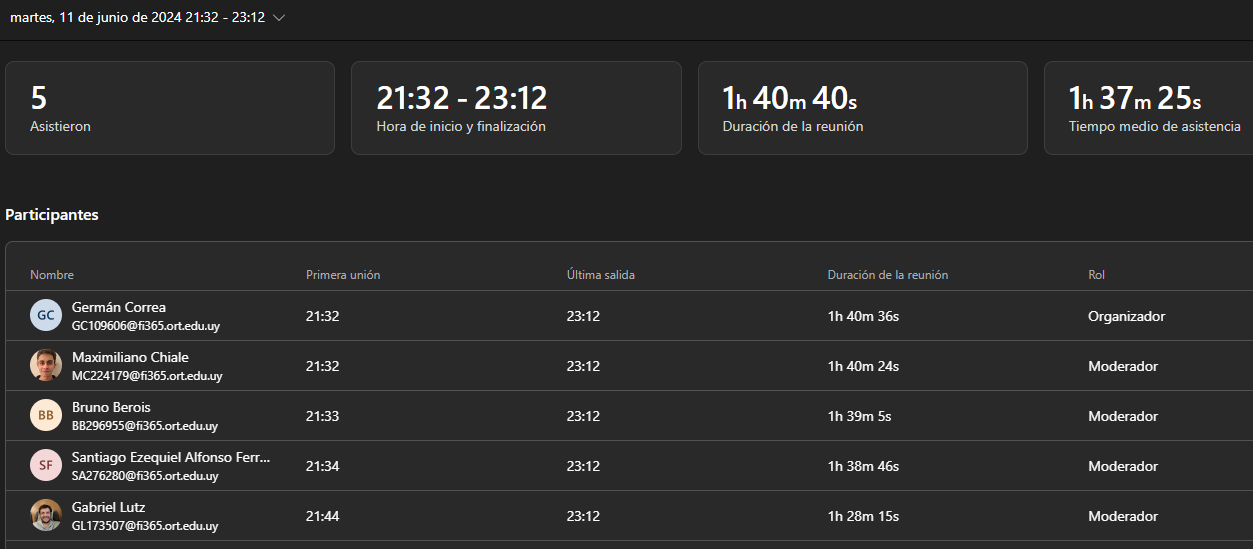 martes, 11 de junio de 2024 21:32 - 23:12
5
Asistieron
21:32 - 23:12
Hora de inicio y finalización
1h 40m 40s
Duración de la reunión
1h 37m 25s
Tiempo medio de asistencia
Participantes
Nombre Primera unión Última salida Duración de la reunión Rol
GC Germán Correa
GC109606@fi365.ort.edu.uy
21:32 23:12 1h 40m 36s Organizador
Maximiliano Chiale
MC224179@fi365.ort.edu.uy
21:32 23:12 1h 40m 24s Moderador
BB Bruno Berois
BB296955@fi365.ort.edu.uy
21:33 23:12 1h 39m 5s Moderador
SF Santiago Ezequiel Alfonso Ferr...
SA276280@fi365.ort.edu.uy
21:34 23:12 1h 38m 46s Moderador
Gabriel Lutz
GL173507@fi365.ort.edu.uy
21:44 23:12 1h 28m 15s Moderador